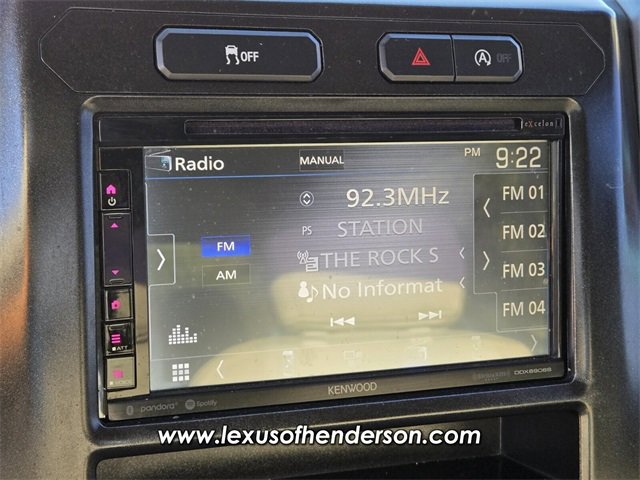 OFF
A OFF
eXcelon
Radio
MANUAL
PM 9:22
92.3MHz
FM 01
PS STATION
FM 02
FM
THE ROCK S
AM
FM 03
No Informat
FM 04
ATT
KENWOOD
DDX8906S
pandora
Spotify
www.lexusofhenderson.com